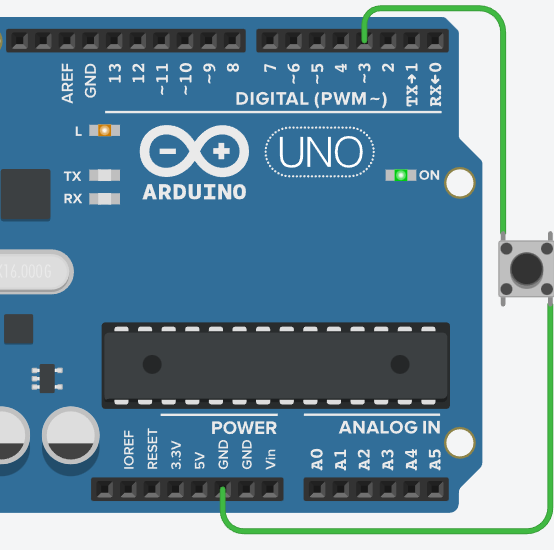 AREF
GND
13
12
~11
~10
~9
8
7
~6
~5
4
~3
2
TX→1
RX←0
DIGITAL (PWM~)
L
TX
RX
UNO
ARDUINO
ON
IOREF
RESET
3.3V
5V
GND
GND
Vin
POWER
A0
A1
A2
A3
A4
A5
ANALOG IN